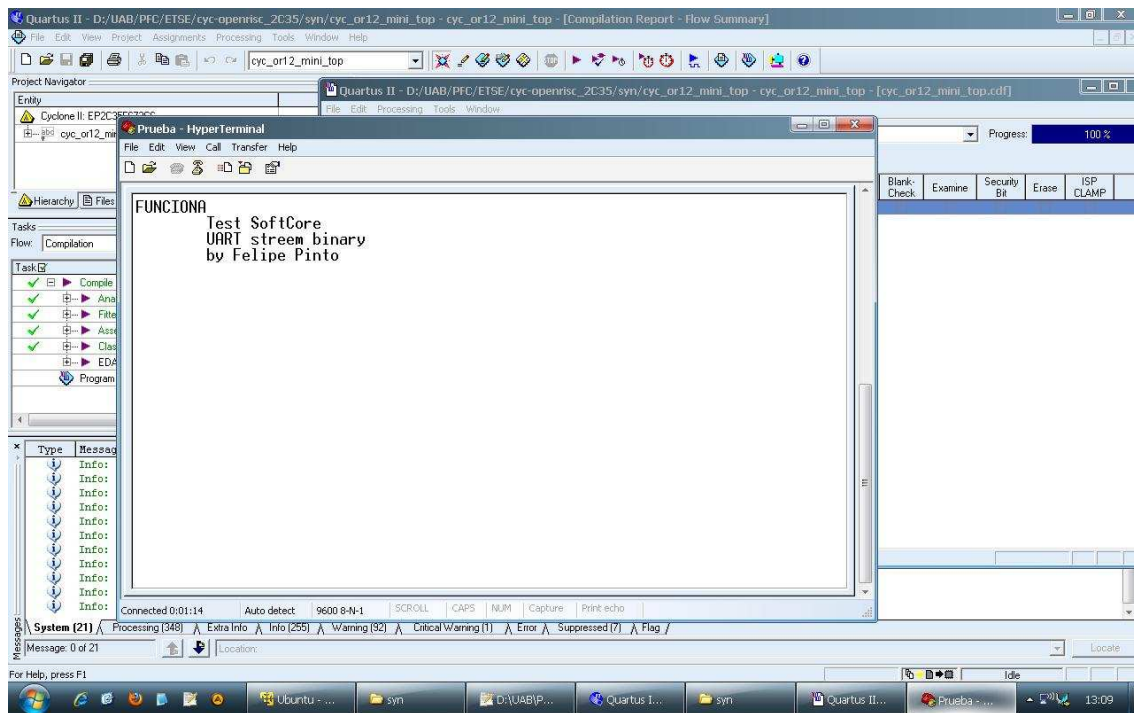 Quartus II - D:/UAB/PFC/ETSE/cyc-openrisc_2C35/syn/cyc_or12_mini_top - cyc_or12_mini_top - [Compilation Report - Flow Summary]
File Edit View Project Assignments Processing Tools Window Help
cyc_or12_mini_top
Project Navigator
Quartus II - D:/UAB/PFC/ETSE/cyc-openrisc_2C35/syn/cyc_or12_mini_top - cyc_or12_mini_top - [cyc_or12_mini_top.cdf]
Entity
File Edit Processing Tools Window
Cyclone II:
cyc_or12_mi
Prueba - HyperTerminal
Progress: 100 %
File Edit View Call Transfer Help
Blank-Check Examine Security Bit Erase ISP CLAMP
Hierarchy Files
Tasks
Flow: Compilation
Task
Compile
Ana
Fitte
Asse
Clas
EDA
Program
FUNCIONA
Test SoftCore
UART streem binary
by Felipe Pinto
Type Messag
Info:
Info:
Info:
Info:
Info:
Info:
Info:
Info:
Info:
Info:
Info:
Connected 0:01:14 Auto detect 9600 8-N-1 SCROLL CAPS NUM Capture Print echo
Messages
System (21) Processing (348) Extra Info Info (255) Warning (92) Critical Warning (1) Error Suppressed (7) Flag
Message: 0 of 21 Location: Locate
For Help, press F1 Idle
Ubuntu - ... syn D:\UAB\P... Quartus I... syn Quartus II... Prueba - ... 13:09